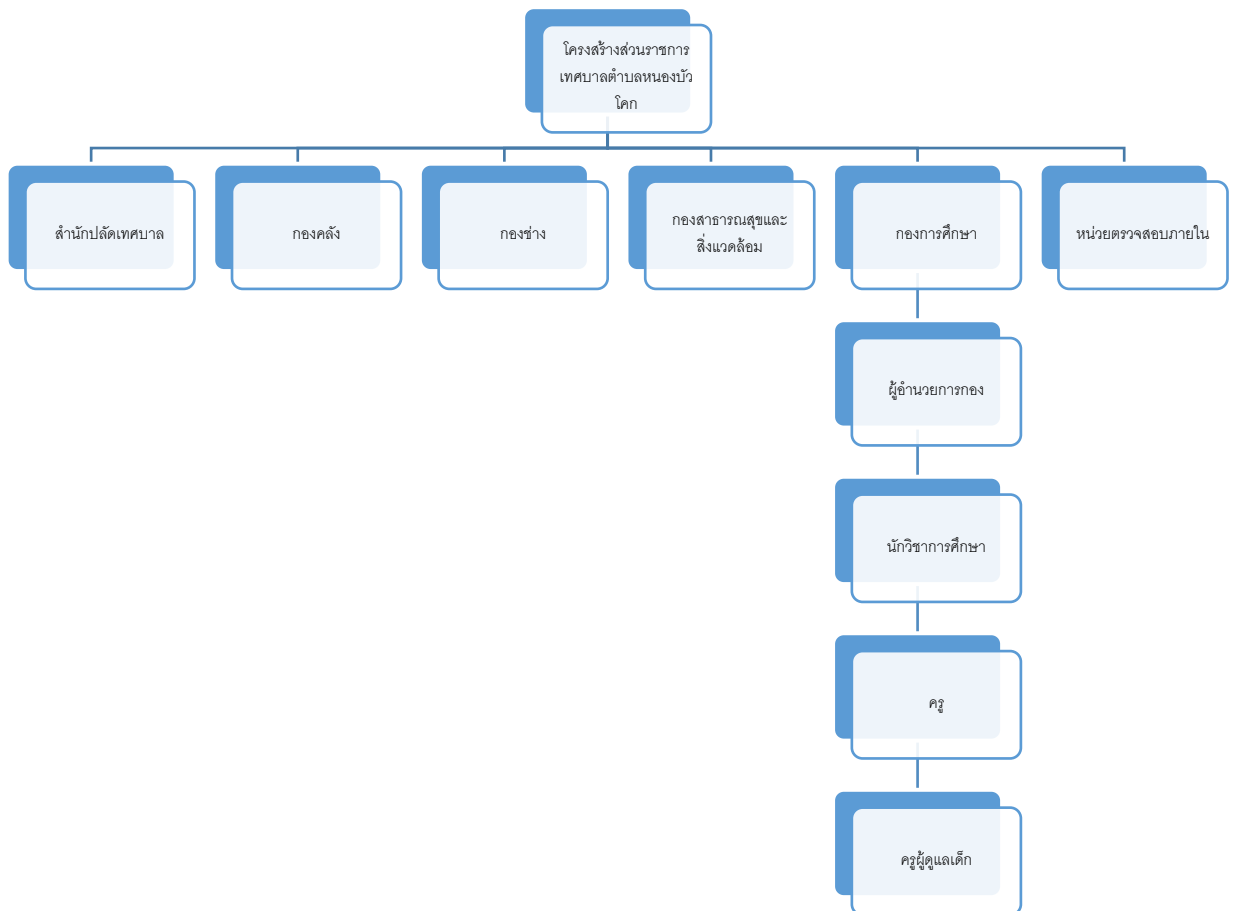 โครงสร้างส่วนราชการ
เทศบาลตำบลหนองบัว
โคก
สำนักปลัดเทศบาล
กองคลัง
กองช่าง
กองสาธารณสุขและ
สิ่งแวดล้อม
กองการศึกษา
หน่วยตรวจสอบภายใน
ผู้อำนวยการกอง
นักวิชาการศึกษา
ครู
ครูผู้ดูแลเด็ก